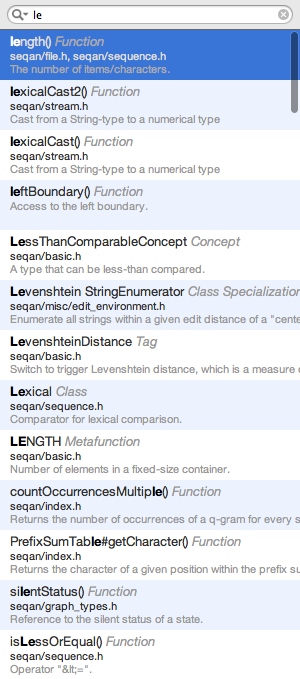 le
length() Function
seqan/file.h, seqan/sequence.h
The number of items/characters.
lexicalCast2() Function
seqan/stream.h
Cast from a String-type to a numerical type
lexicalCast() Function
seqan/stream.h
Cast from a String-type to a numerical type
leftBoundary() Function
Access to the left boundary.
LessThanComparableConcept Concept
seqan/basic.h
A type that can be less-than compared.
Levenshtein StringEnumerator Class Specialization
seqan/misc/edit_environment.h
Enumerate all strings within a given edit distance of a "cente
LevenshteinDistance Tag
seqan/basic.h
Switch to trigger Levenshtein distance, which is a measure o
Lexical Class
seqan/sequence.h
Comparator for lexical comparison.
LENGTH Metafunction
seqan/basic.h
Number of elements in a fixed-size container.
countOccurrencesMultiple() Function
seqan/index.h
Returns the number of occurrences of a q-gram for every s
PrefixSumTable#getCharacter() Function
seqan/index.h
Returns the character of a given position within the prefix su
silentStatus() Function
seqan/graph_types.h
Reference to the silent status of a state.
isLessOrEqual() Function
seqan/sequence.h
Operator "&lt;=".